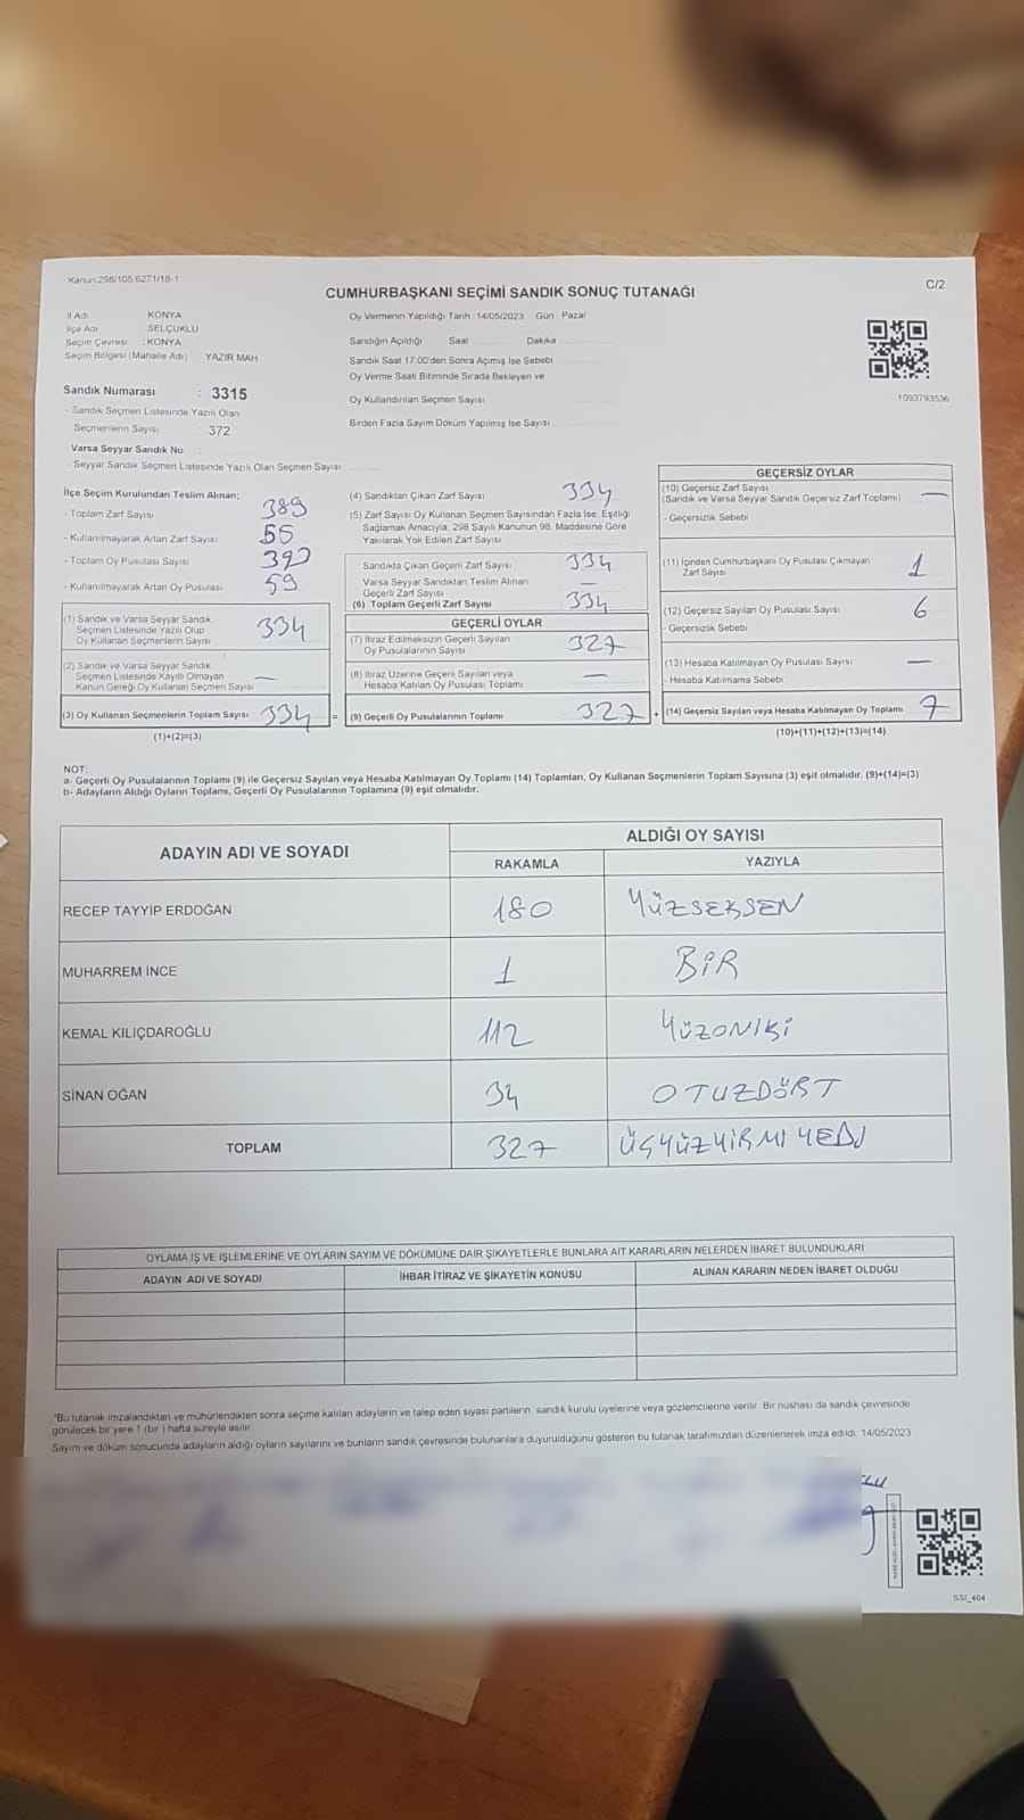 Kanun:298/105 6271/18-1
C/2
CUMHURBAŞKANI SEÇİMİ SANDIK SONUÇ TUTANAĞI
İl Adı KONYA
İlçe Adı SELÇUKLU
Seçim Çevresi : KONYA
Seçim Bölgesi (Mahalle Adı) YAZIR MAH
Sandık Numarası : 3315
- Sandık Seçmen Listesinde Yazılı Olan
Seçmenlerin Sayısı 372
Varsa Seyyar Sandık No
- Seyyar Sandık Seçmen Listesinde Yazılı Olan Seçmen Sayısı
Oy Vermenin Yapıldığı Tarih :14/05/2023 Gün : Pazar
Sandığın Açıldığı Saat Dakika
Sandık Saat 17:00'den Sonra Açımış İse Sebebi
Oy Verme Saati Bitiminde Sırada Bekleyen ve
Oy Kullandırılan Seçmen Sayısı
Birden Fazla Sayım Döküm Yapılmış İse Sayısı
1093793536
İlçe Seçim Kurulundan Teslim Alınan;
- Toplam Zarf Sayısı 389
- Kullanılmayarak Artan Zarf Sayısı 55
- Toplam Oy Pusulası Sayısı
- Kullanılmayarak Artan Oy Pusulası 59
(1) Sandık ve Varsa Seyyar Sandık
Seçmen Listesinde Yazılı Olup
Oy Kullanan Seçmenlerin Sayısı 334
(2) Sandık ve Varsa Seyyar Sandık
Seçmen Listesinde Kayıtlı Olmayan
Kanun Gereği Oy Kullanan Seçmen Sayısı —
(3) Oy Kullanan Seçmenlerin Toplam Sayısı 334 =
(1)+(2)=(3)
(4) Sandıktan Çıkan Zarf Sayısı 334
(5) Zarf Sayısı Oy Kullanan Seçmen Sayısından Fazla İse, Eşitliği
Sağlamak Amacıyla, 298 Sayılı Kanunun 98. Maddesine Göre
Yakılarak Yok Edilen Zarf Sayısı
Sandıkta Çıkan Geçerli Zarf Sayısı 334
Varsa Seyyar Sandıktan Teslim Alınan
Geçerli Zarf Sayısı —
(6) Toplam Geçerli Zarf Sayısı 334
GEÇERLİ OYLAR
(7) İtiraz Edilmeksizin Geçerli Sayılan
Oy Pusulalarının Sayısı 327
(8) İtiraz Üzerine Geçerli Sayılan veya
Hesaba Katılan Oy Pusulası Toplamı —
(9) Geçerli Oy Pusulalarının Toplamı 327 +
GEÇERSİZ OYLAR
(10) Geçersiz Zarf Sayısı
(Sandık ve Varsa Seyyar Sandık Geçersiz Zarf Toplamı) —
- Geçersizlik Sebebi
(11) İçinden Cumhurbaşkanı Oy Pusulası Çıkmayan
Zarf Sayısı 1
(12) Geçersiz Sayılan Oy Pusulası Sayısı 6
- Geçersizlik Sebebi
(13) Hesaba Katılmayan Oy Pusulası Sayısı —
- Hesaba Katılmama Sebebi
(14) Geçersiz Sayılan veya Hesaba Katılmayan Oy Toplamı 7
(10)+(11)+(12)+(13)=(14)
NOT:
a- Geçerli Oy Pusulalarının Toplamı (9) ile Geçersiz Sayılan veya Hesaba Katılmayan Oy Toplamı (14) Toplamları, Oy Kullanan Seçmenlerin Toplam Sayısına (3) eşit olmalıdır. (9)+(14)=(3)
b- Adayların Aldığı Oyların Toplamı, Geçerli Oy Pusulalarının Toplamına (9) eşit olmalıdır.
ADAYIN ADI VE SOYADI ALDIĞI OY SAYISI
RAKAMLA YAZIYLA
RECEP TAYYİP ERDOĞAN 180 YÜZSEKSEN
MUHARREM İNCE 1 BİR
KEMAL KILIÇDAROĞLU 112 YÜZONİKİ
SİNAN OĞAN 34 OTUZDÖRT
TOPLAM 327 ÜÇYÜZYİRMİYEDİ
OYLAMA İŞ VE İŞLEMLERİNE VE OYLARIN SAYIM VE DÖKÜMÜNE DAİR ŞİKAYETLERLE BUNLARA AİT KARARLARIN NELERDEN İBARET BULUNDUKLARI
ADAYIN ADI VE SOYADI İHBAR İTİRAZ VE ŞİKAYETİN KONUSU ALINAN KARARIN NEDEN İBARET OLDUĞU
*Bu tutanak imzalandıktan ve mühürlendikten sonra seçime katılan adayların ve talep eden siyasi partilerin, sandık kurulu üyelerine veya gözlemcilerine verilir. Bir nüshası da sandık çevresinde
görülecek bir yere 1 (bir ) hafta süreyle asılır.
Sayım ve döküm sonucunda adayların aldığı oyların sayılarını ve bunların sandık çevresinde bulunanlara duyurulduğunu gösteren bu tutanak tarafımızdan düzenlenerek imza edildi. 14/05/2023